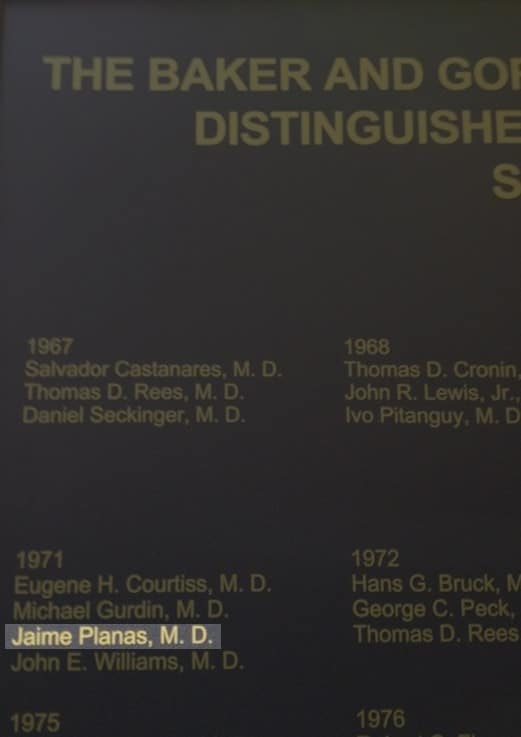 THE BAKER AND
DISTINGUISHE
S
1967
Salvador Castanares, M. D.
Thomas D. Rees, M. D.
Daniel Seckinger, M. D.
1968
Thomas D. Cronin,
John R. Lewis, Jr.,
Ivo Pitanguy, M. D
1971
Eugene H. Courtiss, M. D.
Michael Gurdin, M. D.
Jaime Planas, M. D.
John E. Williams, M. D.
1972
Hans G. Bruck, M
George C. Peck,
Thomas D. Rees
1975
1976